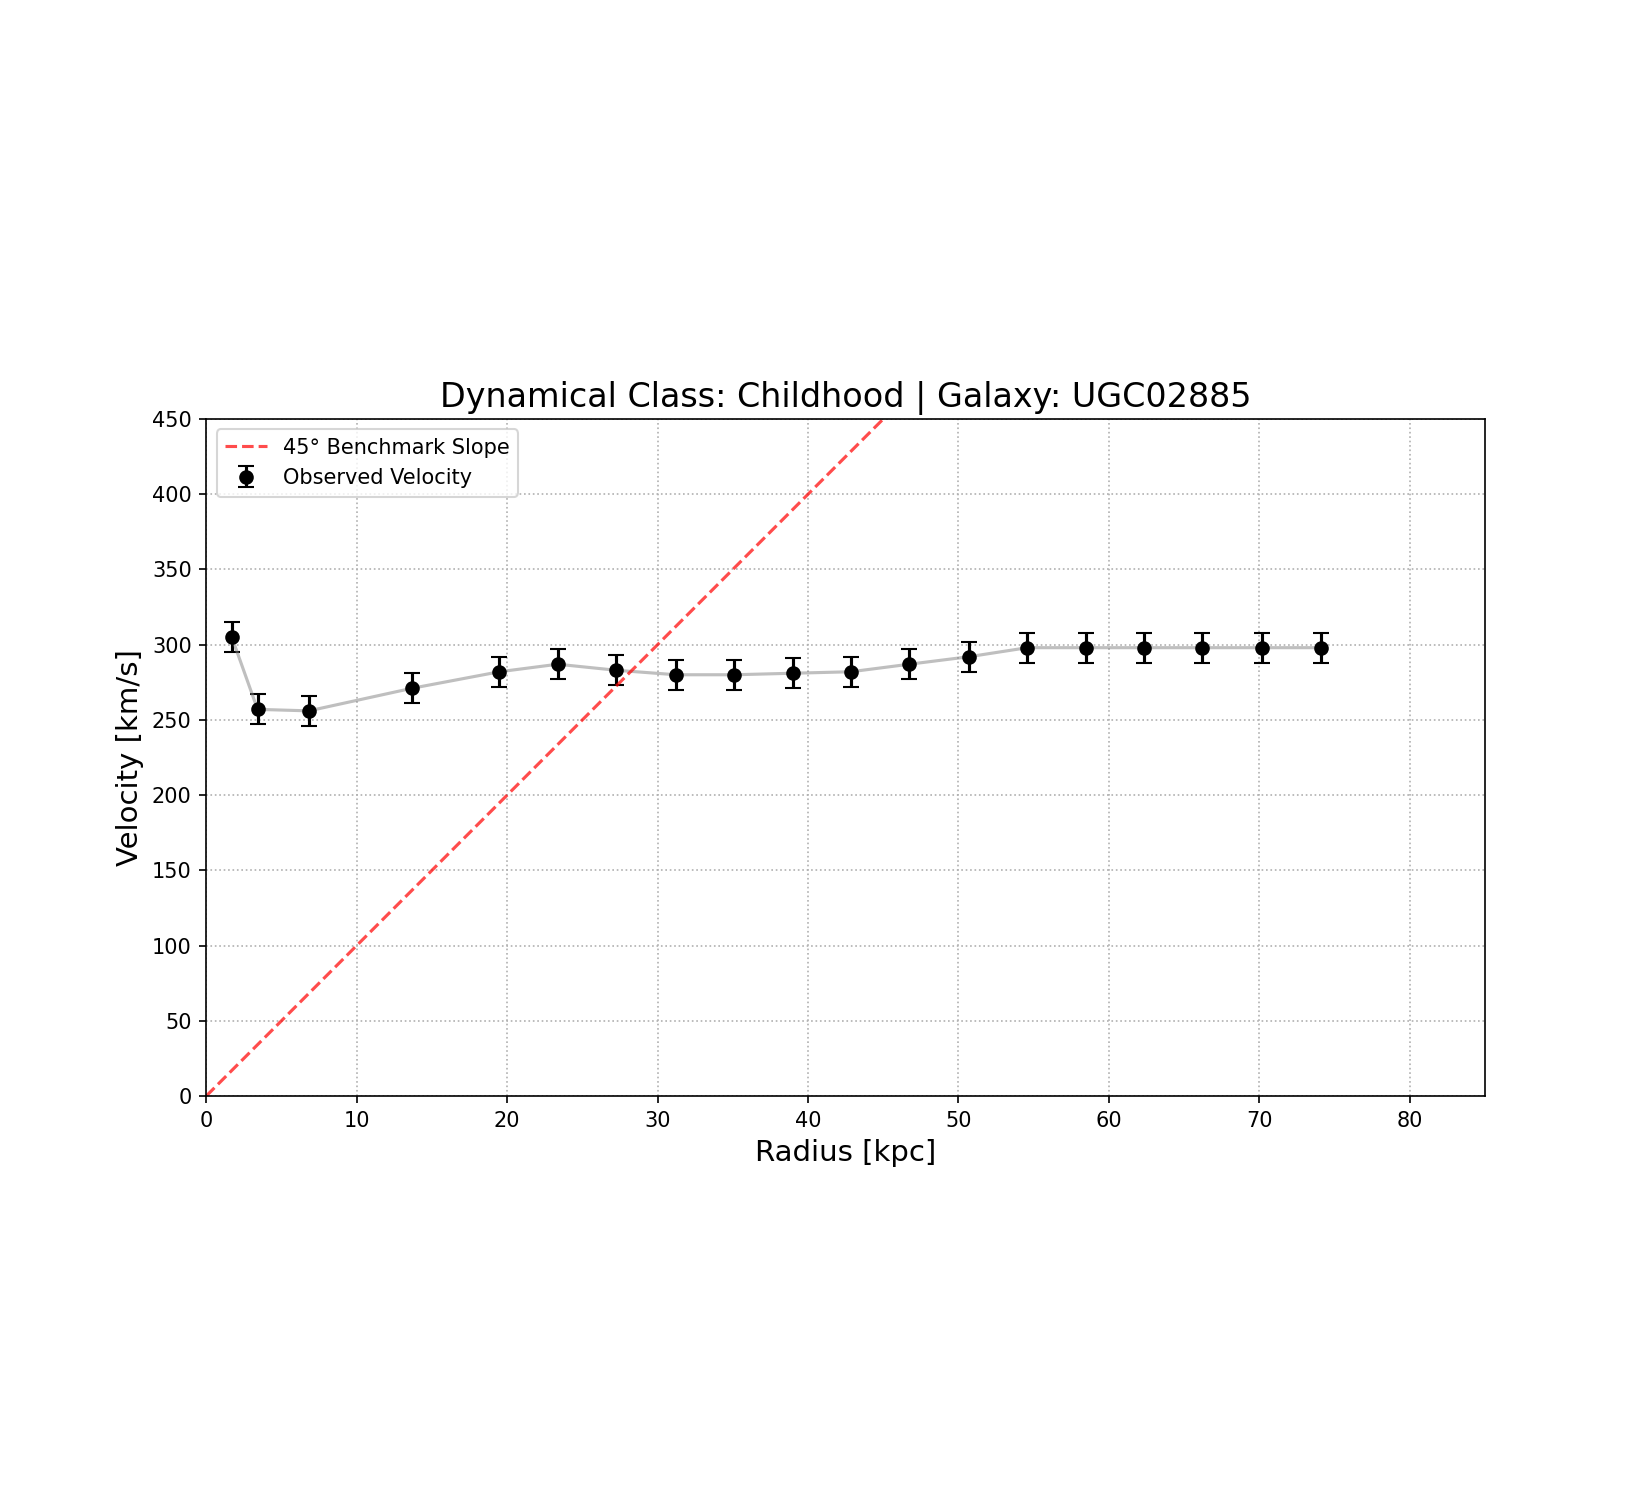 Dynamical Class: Childhood | Galaxy: UGC02885
45° Benchmark Slope
Observed Velocity
450
400
350
300
250
200
150
100
50
0
Velocity [km/s]
0 10 20 30 40 50 60 70 80
Radius [kpc]